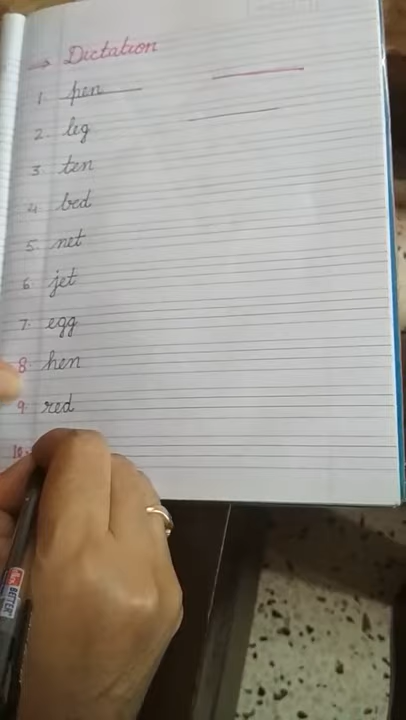 → Dictation
1. pen
2. leg
3. ten
4. bed
5. net
6. jet
7. egg
8. hen
9. red
10.
BETTER